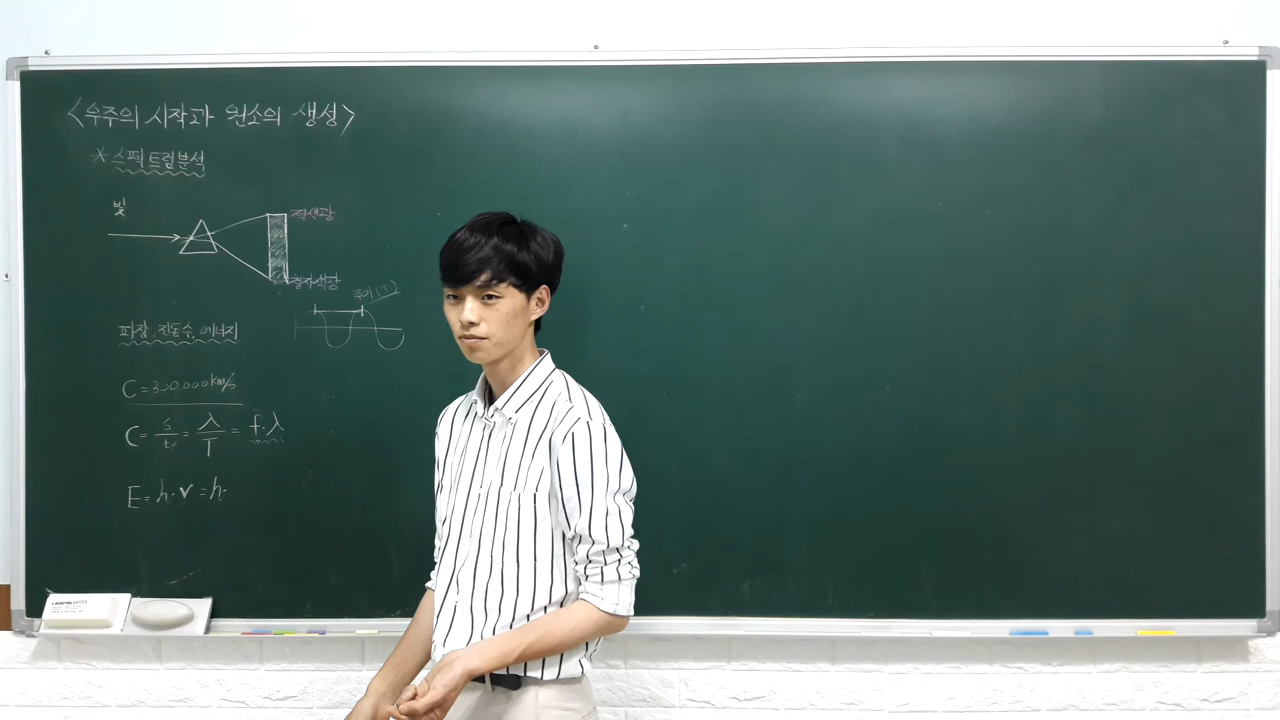 <우주의 시작과 원소의 생성>
*스펙트럼분석
빛
적색광
청자색광
주기(T)
파장, 진동수, 에너지
C=300,000km/s
C= s/t = λ/T = f·λ
E=h·ν=h·